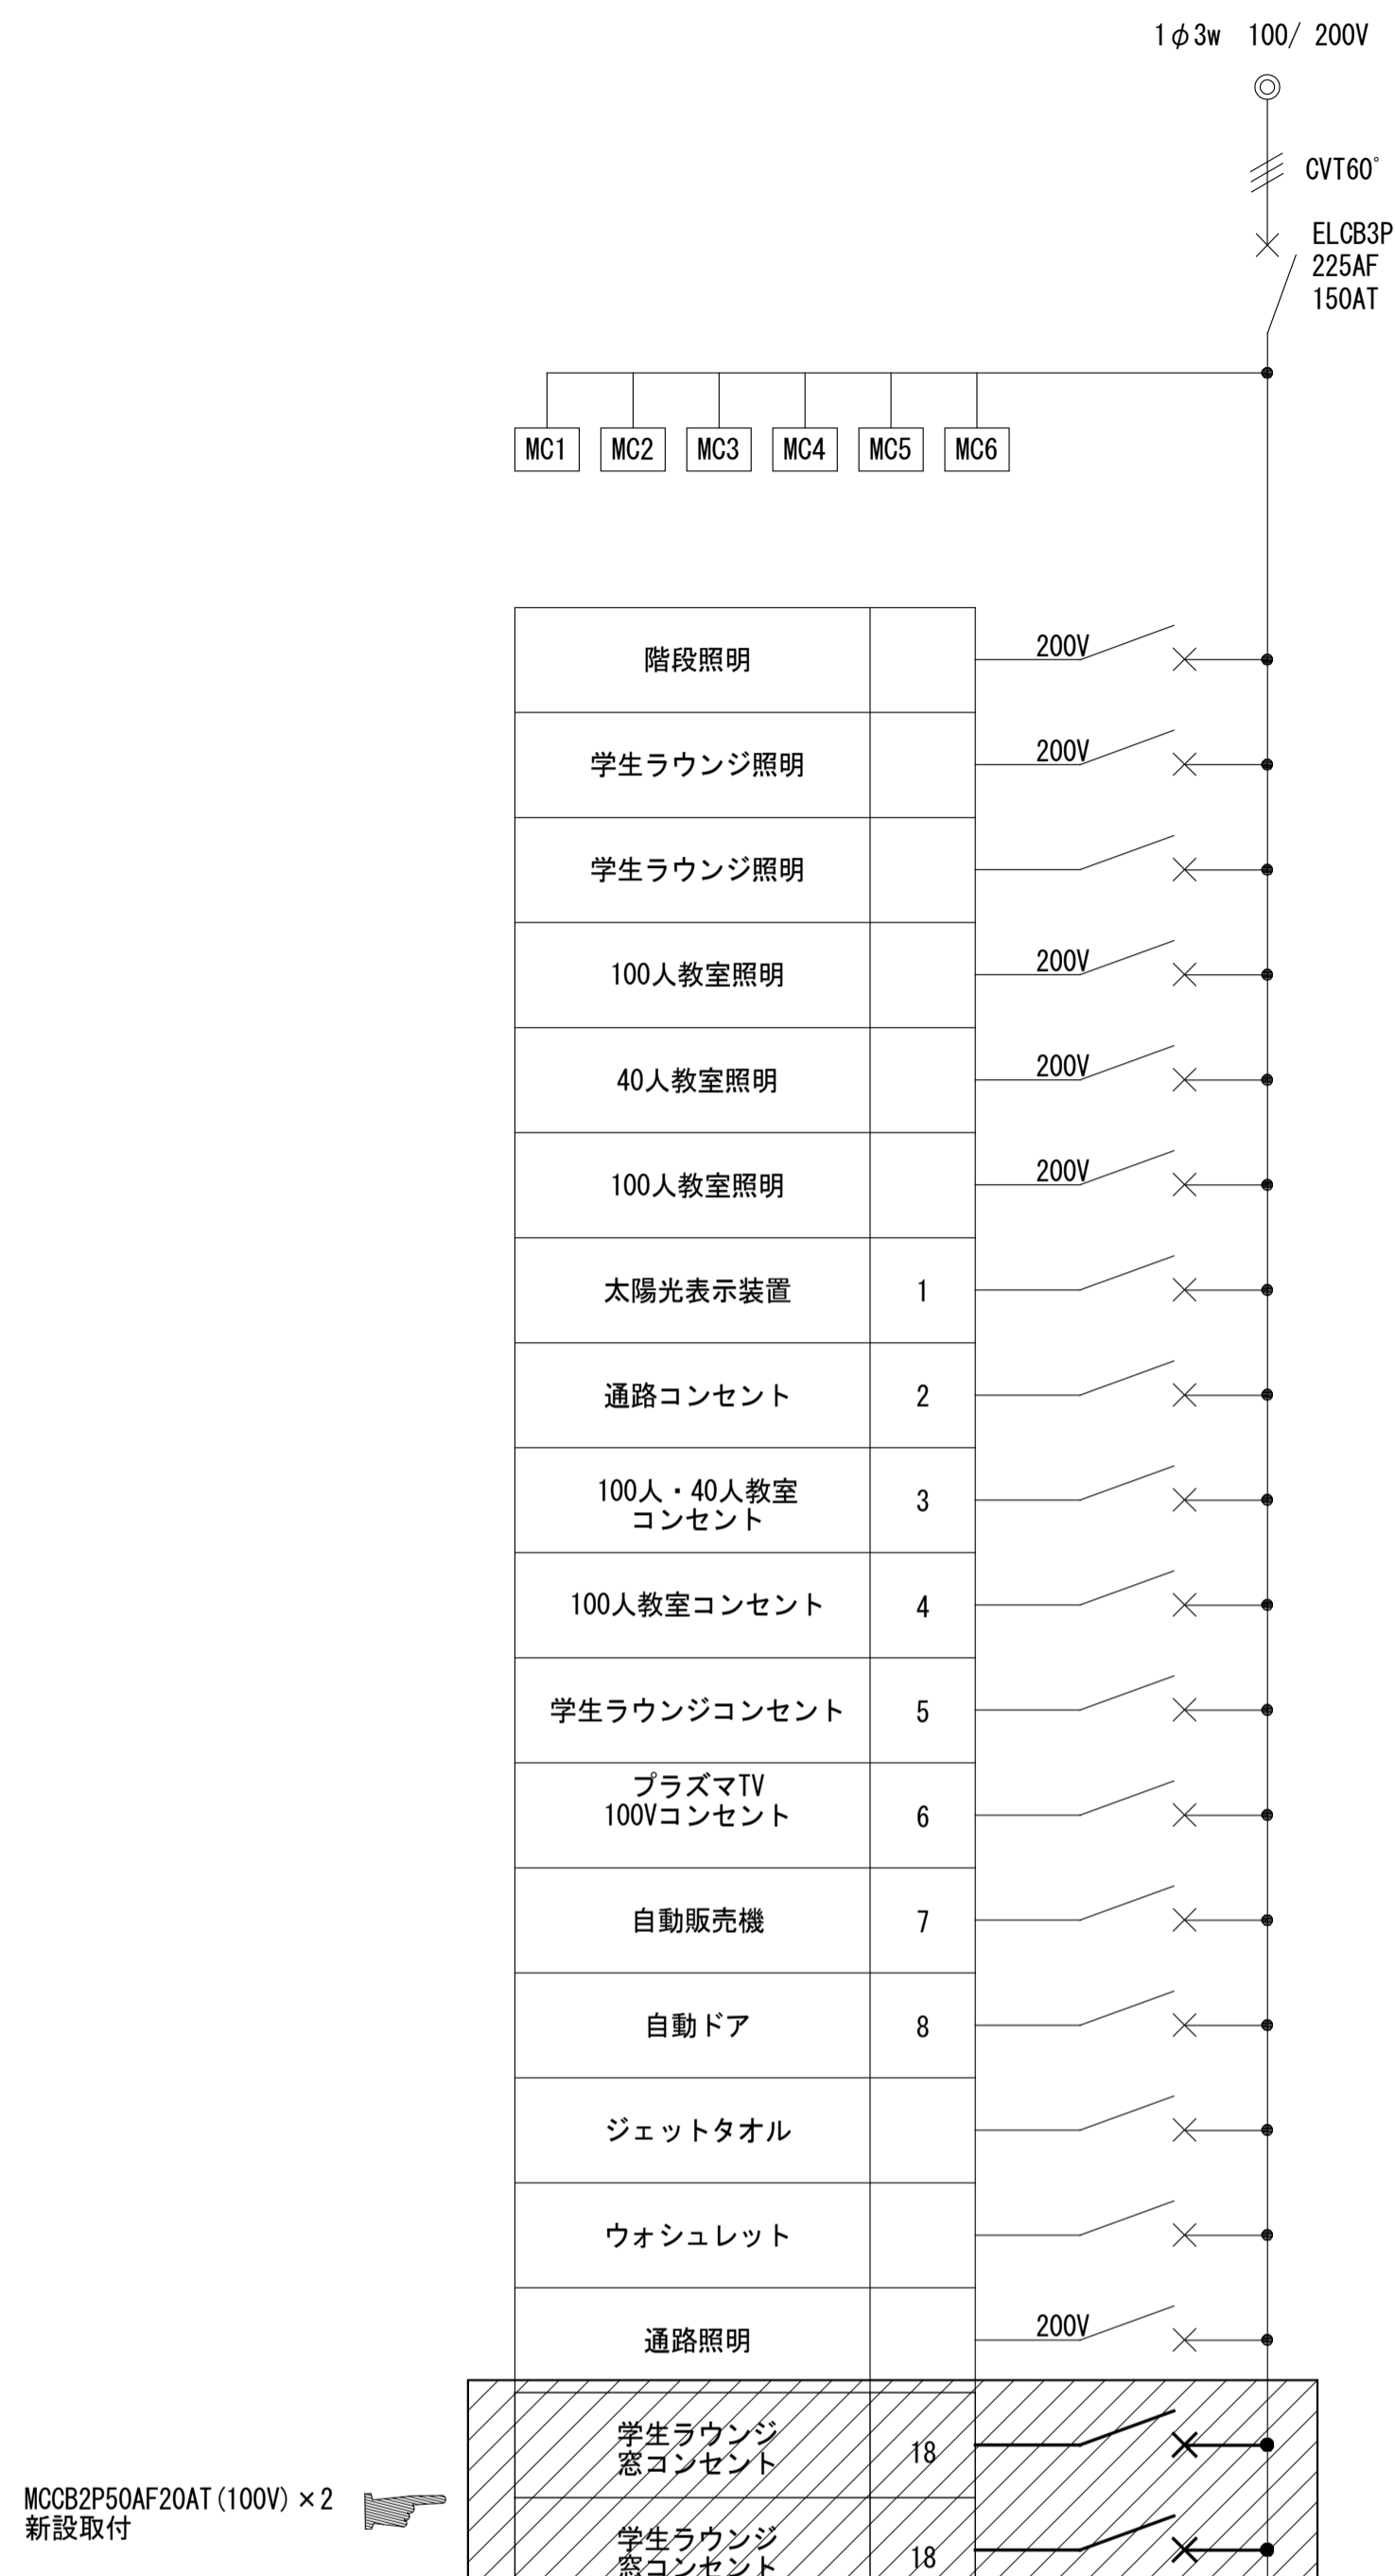 1φ3w 100/ 200V
CVT60°
ELCB3P
225AF
150AT
MC1 MC2 MC3 MC4 MC5 MC6
階段照明 200V
学生ラウンジ照明 200V
学生ラウンジ照明
100人教室照明 200V
40人教室照明 200V
100人教室照明 200V
太陽光表示装置 1
通路コンセント 2
100人・40人教室
コンセント 3
100人教室コンセント 4
学生ラウンジコンセント 5
プラズマTV
100Vコンセント 6
自動販売機 7
自動ドア 8
ジェットタオル
ウォシュレット
通路照明 200V
学生ラウンジ
窓コンセント 18
MCCB2P50AF20AT(100V)×2
新設取付
学生ラウンジ
窓コンセント 18